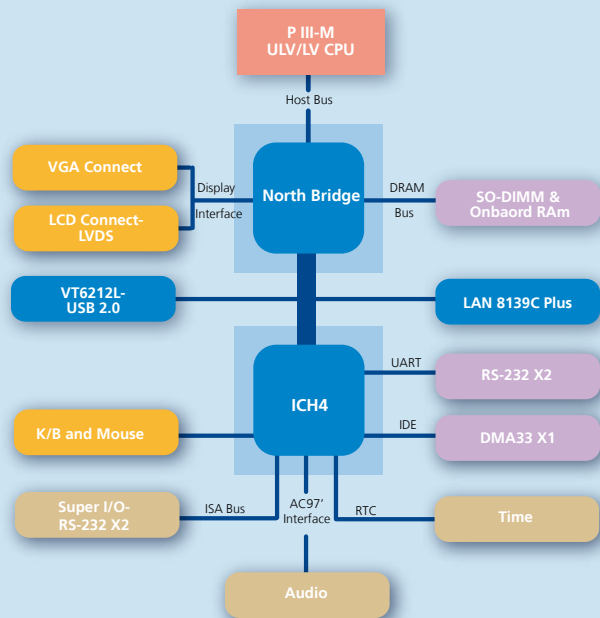 P III-M
ULV/LV CPU
Host Bus
VGA Connect
LCD Connect-
LVDS
Display
Interface
North Bridge
DRAM
Bus
SO-DIMM &
Onbaord RAm
VT6212L-
USB 2.0
LAN 8139C Plus
ICH4
UART
RS-232 X2
K/B and Mouse
IDE
DMA33 X1
Super I/O-
RS-232 X2
ISA Bus
AC97'
Interface
RTC
Time
Audio